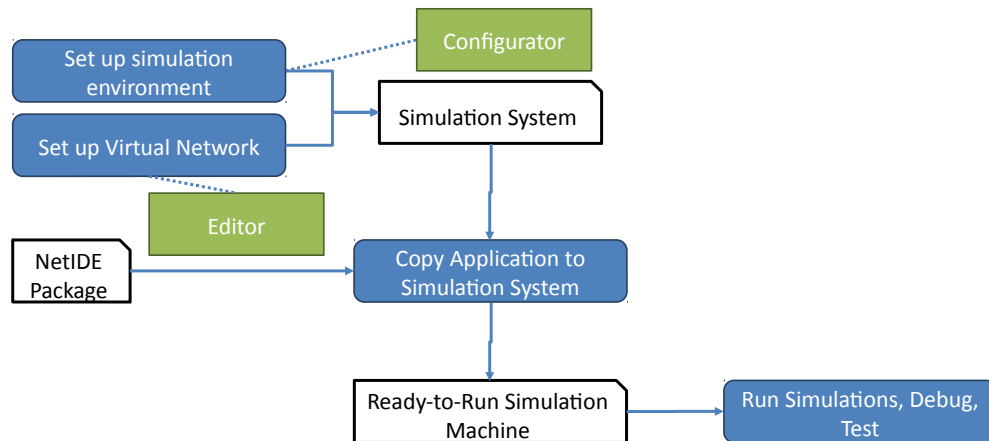 Configurator
Set up simulation
environment
Simulation System
Set up Virtual Network
Editor
NetIDE
Package
Copy Application to
Simulation System
Ready-to-Run Simulation
Machine
Run Simulations, Debug,
Test